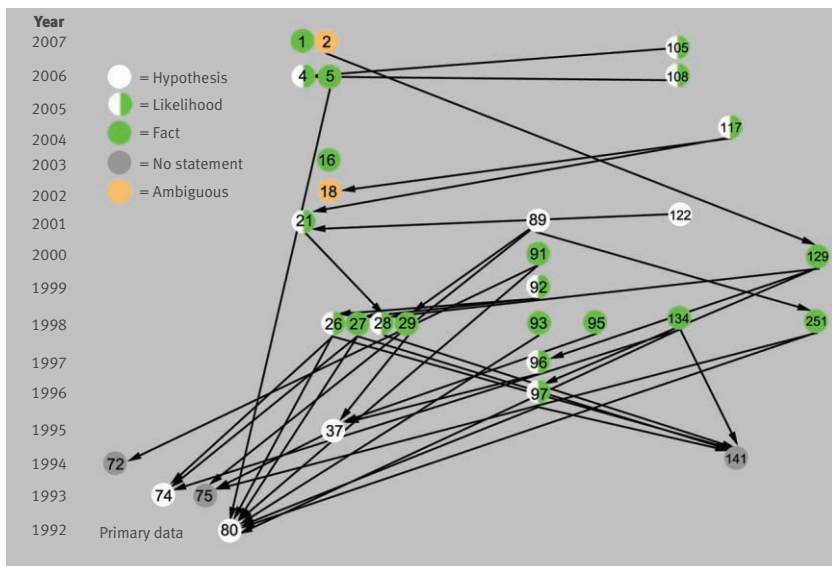 Year
2007 1 2 105
2006 4 5 108
= Hypothesis
= Likelihood
2005
117
= Fact
2004
2003 = No statement 16
2002 = Ambiguous 18
2001 21 89 122
2000 91 129
1999 92
1998 26 27 28 29 93 95 134 251
1997 96
1996 97
1995 37
1994 72 141
1993 74 75
1992 Primary data 80